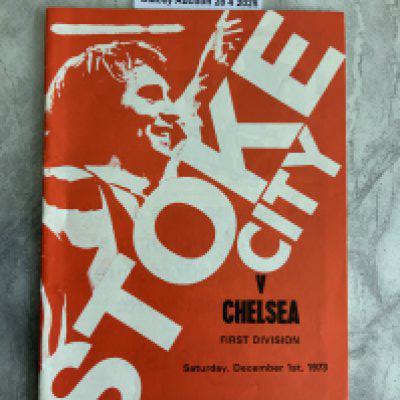 STOKE
CITY
V
CHELSEA
FIRST DIVISION
Saturday, December 1st, 1973